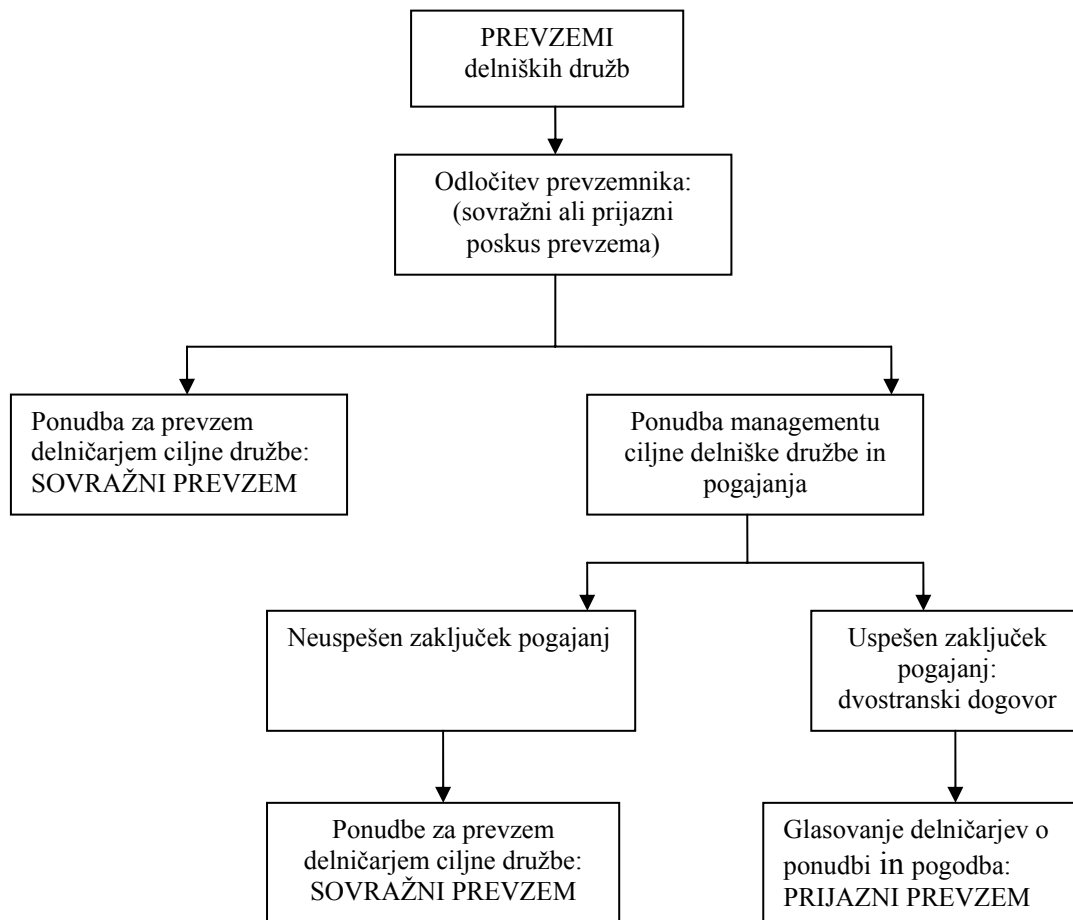 PREVZEMI
delniških družb
Odločitev prevzemnika:
(sovražni ali prijazni
poskus prevzema)
Ponudba za prevzem
delničarjem ciljne družbe:
SOVRAŽNI PREVZEM
Ponudba managementu
ciljne delniške družbe in
pogajanja
Neuspešen zaključek pogajanj
Uspešen zaključek
pogajanj:
dvostranski dogovor
Ponudbe za prevzem
delničarjem ciljne družbe:
SOVRAŽNI PREVZEM
Glasovanje delničarjev o
ponudbi in pogodba:
PRIJAZNI PREVZEM